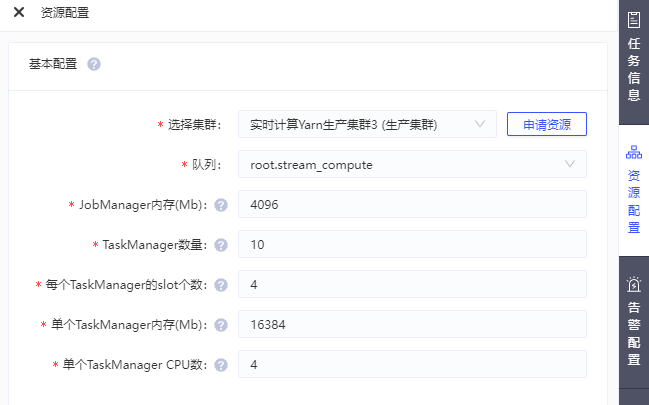 资源配置
基本配置
* 选择集群： 实时计算Yarn生产集群3 (生产集群) 申请资源
* 队列： root.stream_compute
* JobManager内存(Mb)： 4096
* TaskManager数量： 10
* 每个TaskManager的slot个数： 4
* 单个TaskManager内存(Mb)： 16384
* 单个TaskManager CPU数： 4
任务信息
资源配置
告警配置